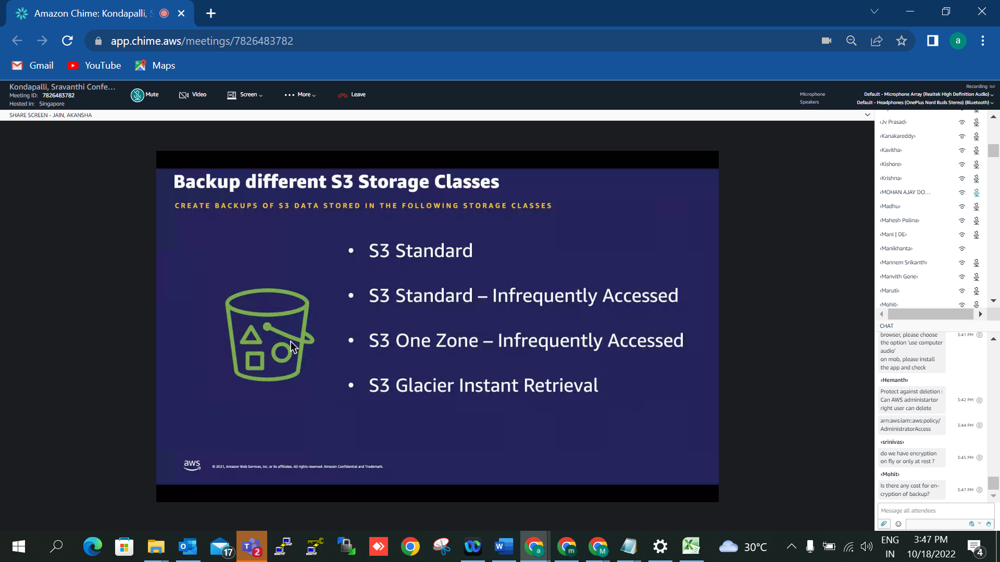 Amazon Chime: Kondapalli,
app.chime.aws/meetings/7826483782
a
Gmail
YouTube
Maps
Kondapalli, Sravanthi Confe...
Meeting ID: 7826483782
Hosted in: Singapore
Mute
Video
Screen
More
Leave
Recording
Microphone
Default - Microphone Array (Realtek High Definition Audio)
Speakers
Default - Headphones (OnePlus Nord Buds Stereo) (Bluetooth)
SHARE SCREEN - JAIN, AKANSHA
Backup different S3 Storage Classes
CREATE BACKUPS OF S3 DATA STORED IN THE FOLLOWING STORAGE CLASSES
• S3 Standard
• S3 Standard – Infrequently Accessed
• S3 One Zone – Infrequently Accessed
• S3 Glacier Instant Retrieval
aws
© 2021, Amazon Web Services, Inc. or its affiliates. All rights reserved. Amazon Confidential and Trademark.
‹Jv Prasad›
‹Kanakareddy›
‹Kavitha›
‹Kishore›
‹Krishna›
‹MOHAN AJAY DO...
‹Madhu›
‹Mahesh Polina›
‹Mani | DE›
‹Manikhanta›
‹Mannem Srikanth›
‹Manvith Gone›
‹Maruti›
‹Mohit›
CHAT
browser, please choose
3:41 PM
the option 'use computer
audio'
on mob, please install
the app and check
‹Hemanth›
Protect against deletion :
Can AWS administartor
3:42 PM
right user can delete
arn:aws:iam::aws:policy/
3:44 PM
AdministratorAccess
‹srinivas›
do we have encryption
3:45 PM
on fly or only at rest ?
‹Mohit›
Is there any cost for en-
3:47 PM
cryption of backup?
Message all attendees
17
2
W
a
m
M
30°C
ENG
IN
3:47 PM
10/18/2022
4